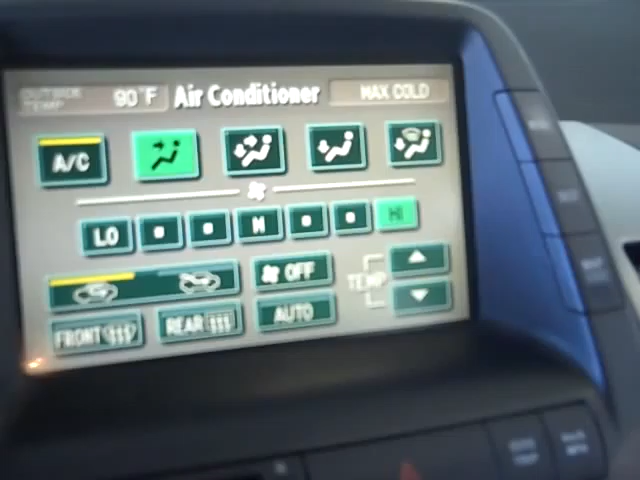 OUTSIDE TEMP 90°F Air Conditioner MAX COLD
A/C
LO M HI
OFF
TEMP
FRONT REAR AUTO